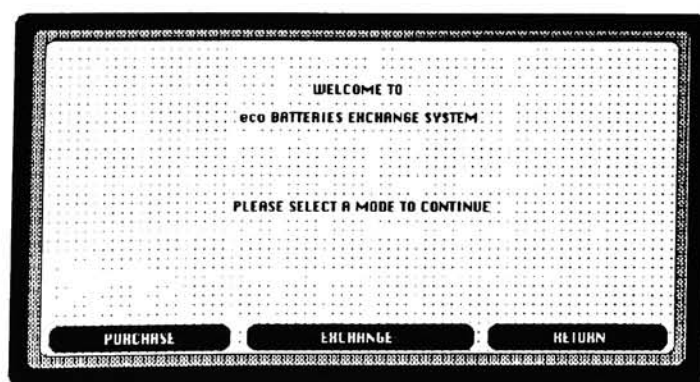 WELCOME TO
eco BATTERIES EXCHANGE SYSTEM
PLEASE SELECT A MODE TO CONTINUE
PURCHASE
EXCHANGE
RETURN